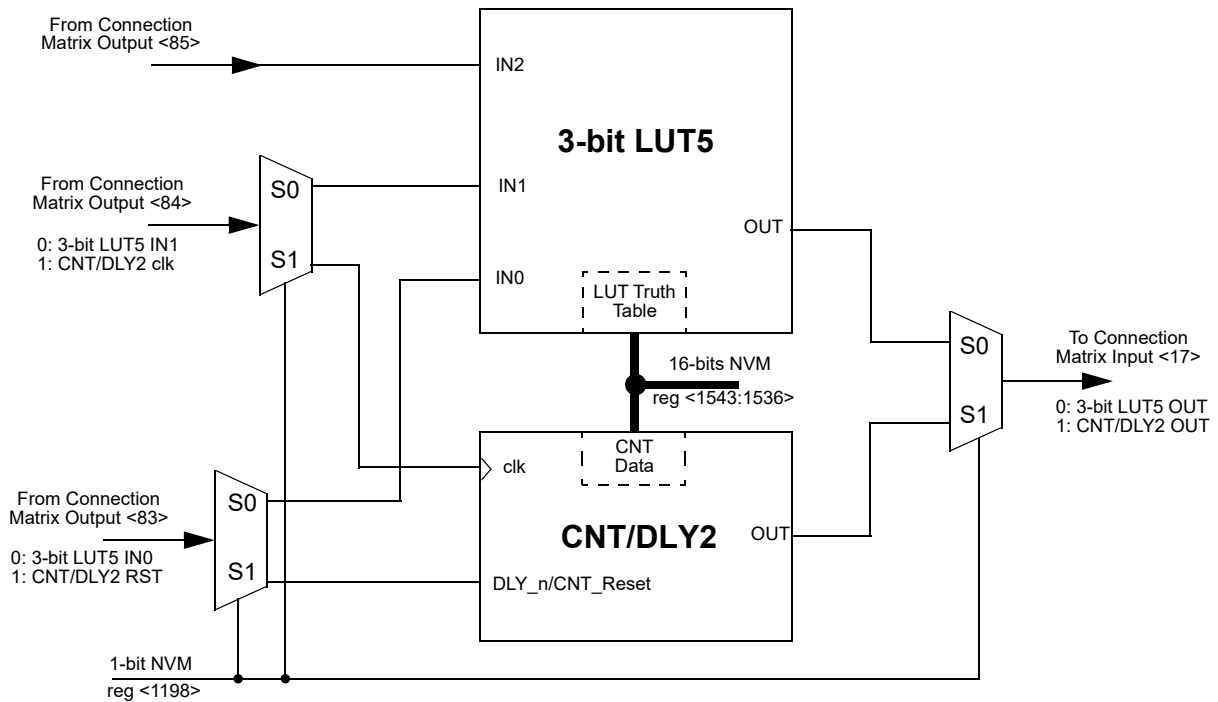 From Connection
Matrix Output <85>
IN2
3-bit LUT5
From Connection
Matrix Output <84>
0: 3-bit LUT5 IN1
1: CNT/DLY2 clk
S0
S1
IN1
IN0
OUT
LUT Truth
Table
16-bits NVM
reg <1543:1536>
S0
S1
To Connection
Matrix Input <17>
0: 3-bit LUT5 OUT
1: CNT/DLY2 OUT
CNT
Data
clk
CNT/DLY2
OUT
DLY_n/CNT_Reset
From Connection
Matrix Output <83>
0: 3-bit LUT5 IN0
1: CNT/DLY2 RST
S0
S1
1-bit NVM
reg <1198>